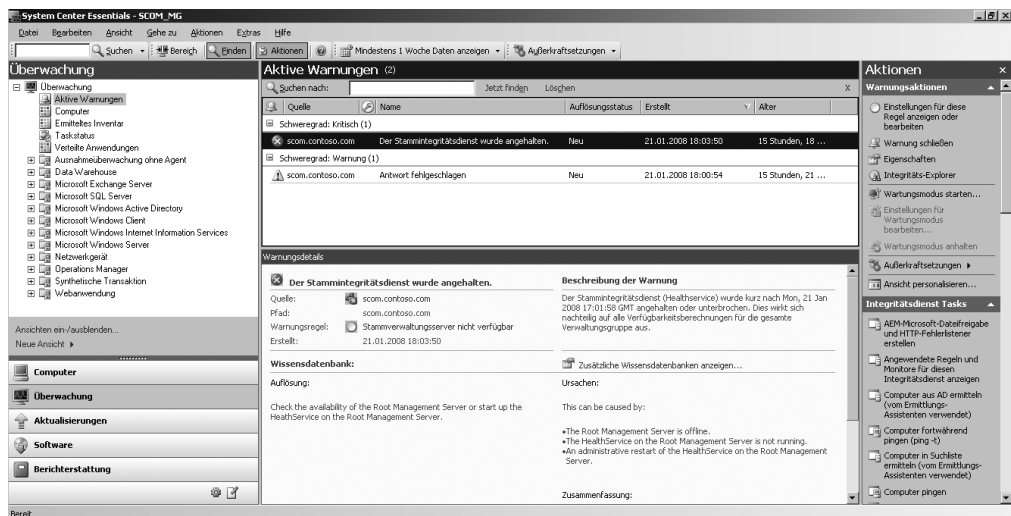 System Center Essentials - SCOM_MG
Datei Bearbeiten Ansicht Gehe zu Aktionen Extras Hilfe
Suchen Bereich Finden Aktionen Mindestens 1 Woche Daten anzeigen Außerkraftsetzungen
Überwachung
Überwachung
Aktive Warnungen
Computer
Ermitteltes Inventar
Taskstatus
Verteilte Anwendungen
Ausnahmeüberwachung ohne Agent
Data Warehouse
Microsoft Exchange Server
Microsoft SQL Server
Microsoft Windows Active Directory
Microsoft Windows Client
Microsoft Windows Internet Information Services
Microsoft Windows Server
Netzwerkgerät
Operations Manager
Synthetische Transaktion
Webanwendung
Ansichten ein-/ausblenden...
Neue Ansicht
Computer
Überwachung
Aktualisierungen
Software
Berichterstattung
Aktive Warnungen (2)
Suchen nach: Jetzt finden Löschen X
Quelle Name Auflösungsstatus Erstellt Alter
Schweregrad: Kritisch (1)
scom.contoso.com Der Stammintegritätsdienst wurde angehalten. Neu 21.01.2008 18:03:50 15 Stunden, 18 ...
Schweregrad: Warnung (1)
scom.contoso.com Antwort fehlgeschlagen Neu 21.01.2008 18:00:54 15 Stunden, 21 ...
Warnungsdetails
Der Stammintegritätsdienst wurde angehalten.
Quelle: scom.contoso.com
Pfad: scom.contoso.com
Warnungsregel: Stammverwaltungsserver nicht verfügbar
Erstellt: 21.01.2008 18:03:50
Beschreibung der Warnung
Der Stammintegritätsdienst (Healthservice) wurde kurz nach Mon, 21 Jan
2008 17:01:58 GMT angehalten oder unterbrochen. Dies wirkt sich
nachteilig auf alle Verfügbarkeitsberechnungen für die gesamte
Verwaltungsgruppe aus.
Wissensdatenbank:
Zusätzliche Wissensdatenbanken anzeigen...
Auflösung:
Check the availability of the Root Management Server or start up the
HeathService on the Root Management Server.
Ursachen:
This can be caused by:
•The Root Management Server is offline.
•The HealthService on the Root Management Server is not running.
•An administrative restart of the HealthService on the Root Management
Server.
Zusammenfassung:
Aktionen x
Warnungsaktionen
Einstellungen für diese
Regel anzeigen oder
bearbeiten
Warnung schließen
Eigenschaften
Integritäts-Explorer
Wartungsmodus starten...
Einstellungen für
Wartungsmodus
bearbeiten...
Wartungsmodus anhalten
Außerkraftsetzungen
Ansicht personalisieren...
Integritätsdienst Tasks
AEM-Microsoft-Dateifreigabe
und HTTP-Fehlerlistener
erstellen
Angewendete Regeln und
Monitore für diesen
Integritätsdienst anzeigen
Computer aus AD ermitteln
(vom Ermittlungs-
Assistenten verwendet)
Computer fortwährend
pingen (ping -t)
Computer in Suchliste
ermitteln (vom Ermittlungs-
Assistenten verwendet)
Computer pingen
Bereit